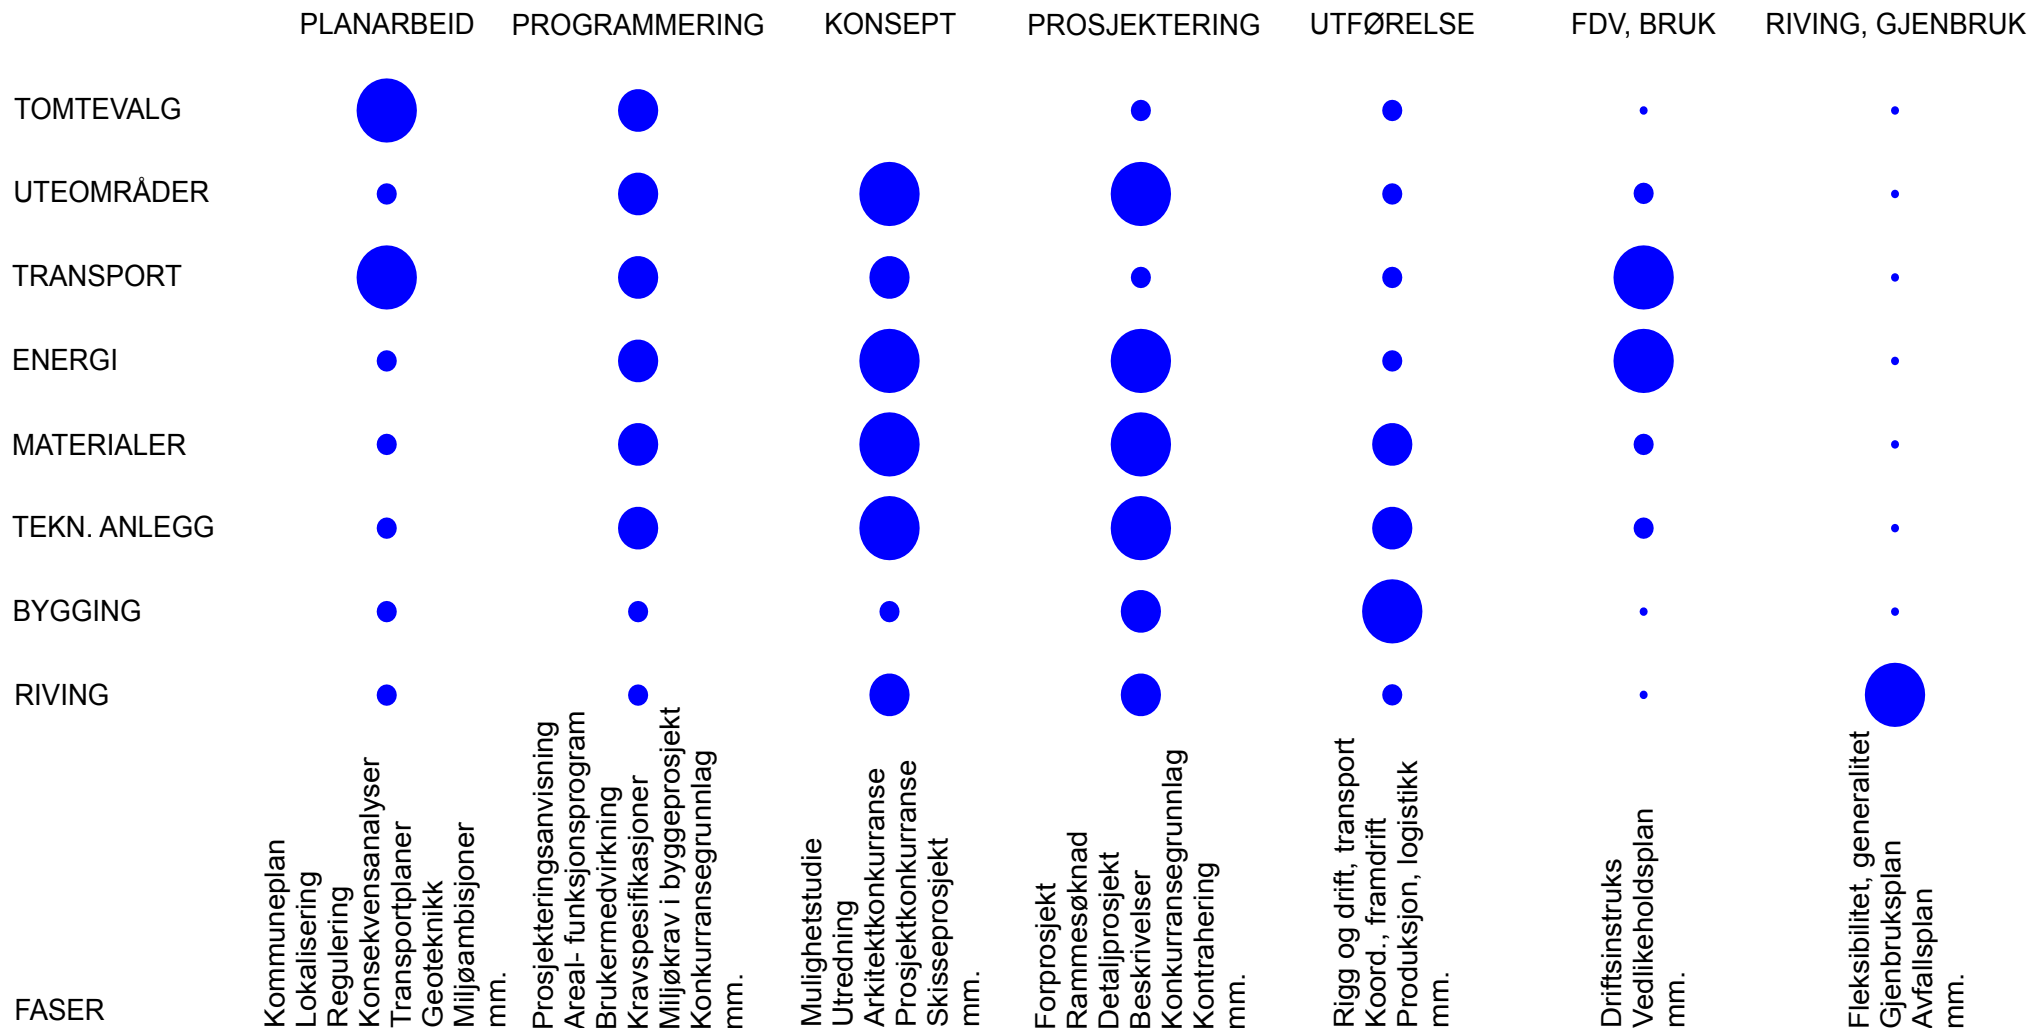 PLANARBEID PROGRAMMERING KONSEPT PROSJEKTERING UTFØRELSE FDV, BRUK RIVING, GJENBRUK
TOMTEVALG
UTEOMRÅDER
TRANSPORT
ENERGI
MATERIALER
TEKN. ANLEGG
BYGGING
RIVING
FASER
Kommuneplan
Lokalisering
Regulering
Konsekvensanalyser
Transportplaner
Geoteknikk
Miljøambisjoner
mm.
Prosjekteringsanvisning
Areal- funksjonsprogram
Brukermedvirkning
Kravspesifikasjoner
Miljøkrav i byggeprosjekt
Konkurransegrunnlag
mm.
Mulighetstudie
Utredning
Arkitektkonkurranse
Prosjektkonkurranse
Skisseprosjekt
mm.
Forprosjekt
Rammesøknad
Detaljprosjekt
Beskrivelser
Konkurransegrunnlag
Kontrahering
mm.
Rigg og drift, transport
Koord., framdrift
Produksjon, logistikk
mm.
Driftsinstruks
Vedlikeholdsplan
mm.
Fleksibilitet, generalitet
Gjenbruksplan
Avfallsplan
mm.